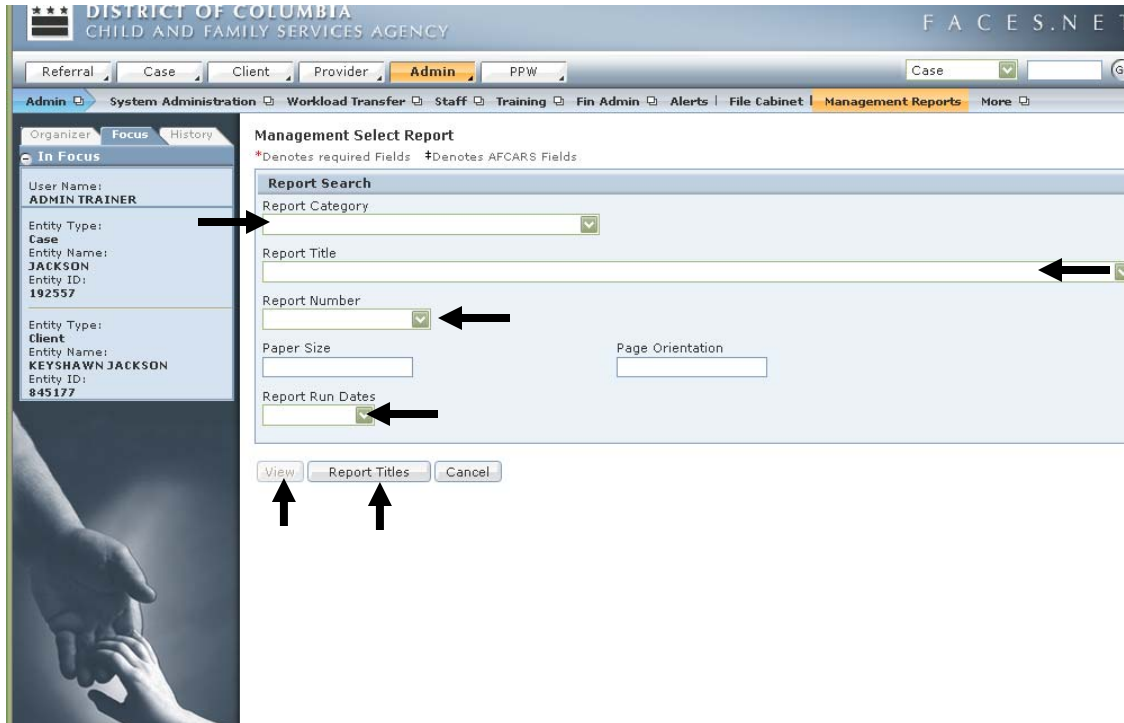 DISTRICT OF COLUMBIA
CHILD AND FAMILY SERVICES AGENCY
FACES.NET
Referral Case Client Provider Admin PPW Case
Admin System Administration Workload Transfer Staff Training Fin Admin Alerts | File Cabinet | Management Reports More
Organizer Focus History
In Focus
User Name:
ADMIN TRAINER
Entity Type:
Case
Entity Name:
JACKSON
Entity ID:
192557
Entity Type:
Client
Entity Name:
KEYSHAWN JACKSON
Entity ID:
845177
Management Select Report
*Denotes required Fields ‡Denotes AFCARS Fields
Report Search
Report Category
Report Title
Report Number
Paper Size Page Orientation
Report Run Dates
View Report Titles Cancel